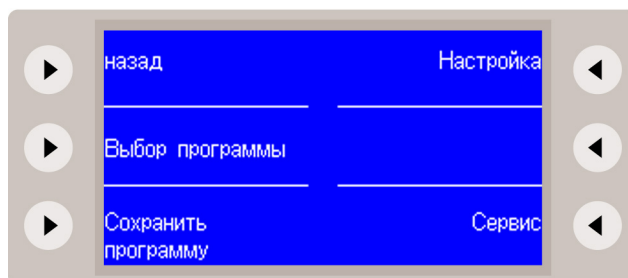 назад
Настройка
Выбор программы
Сохранить
программу
Сервис